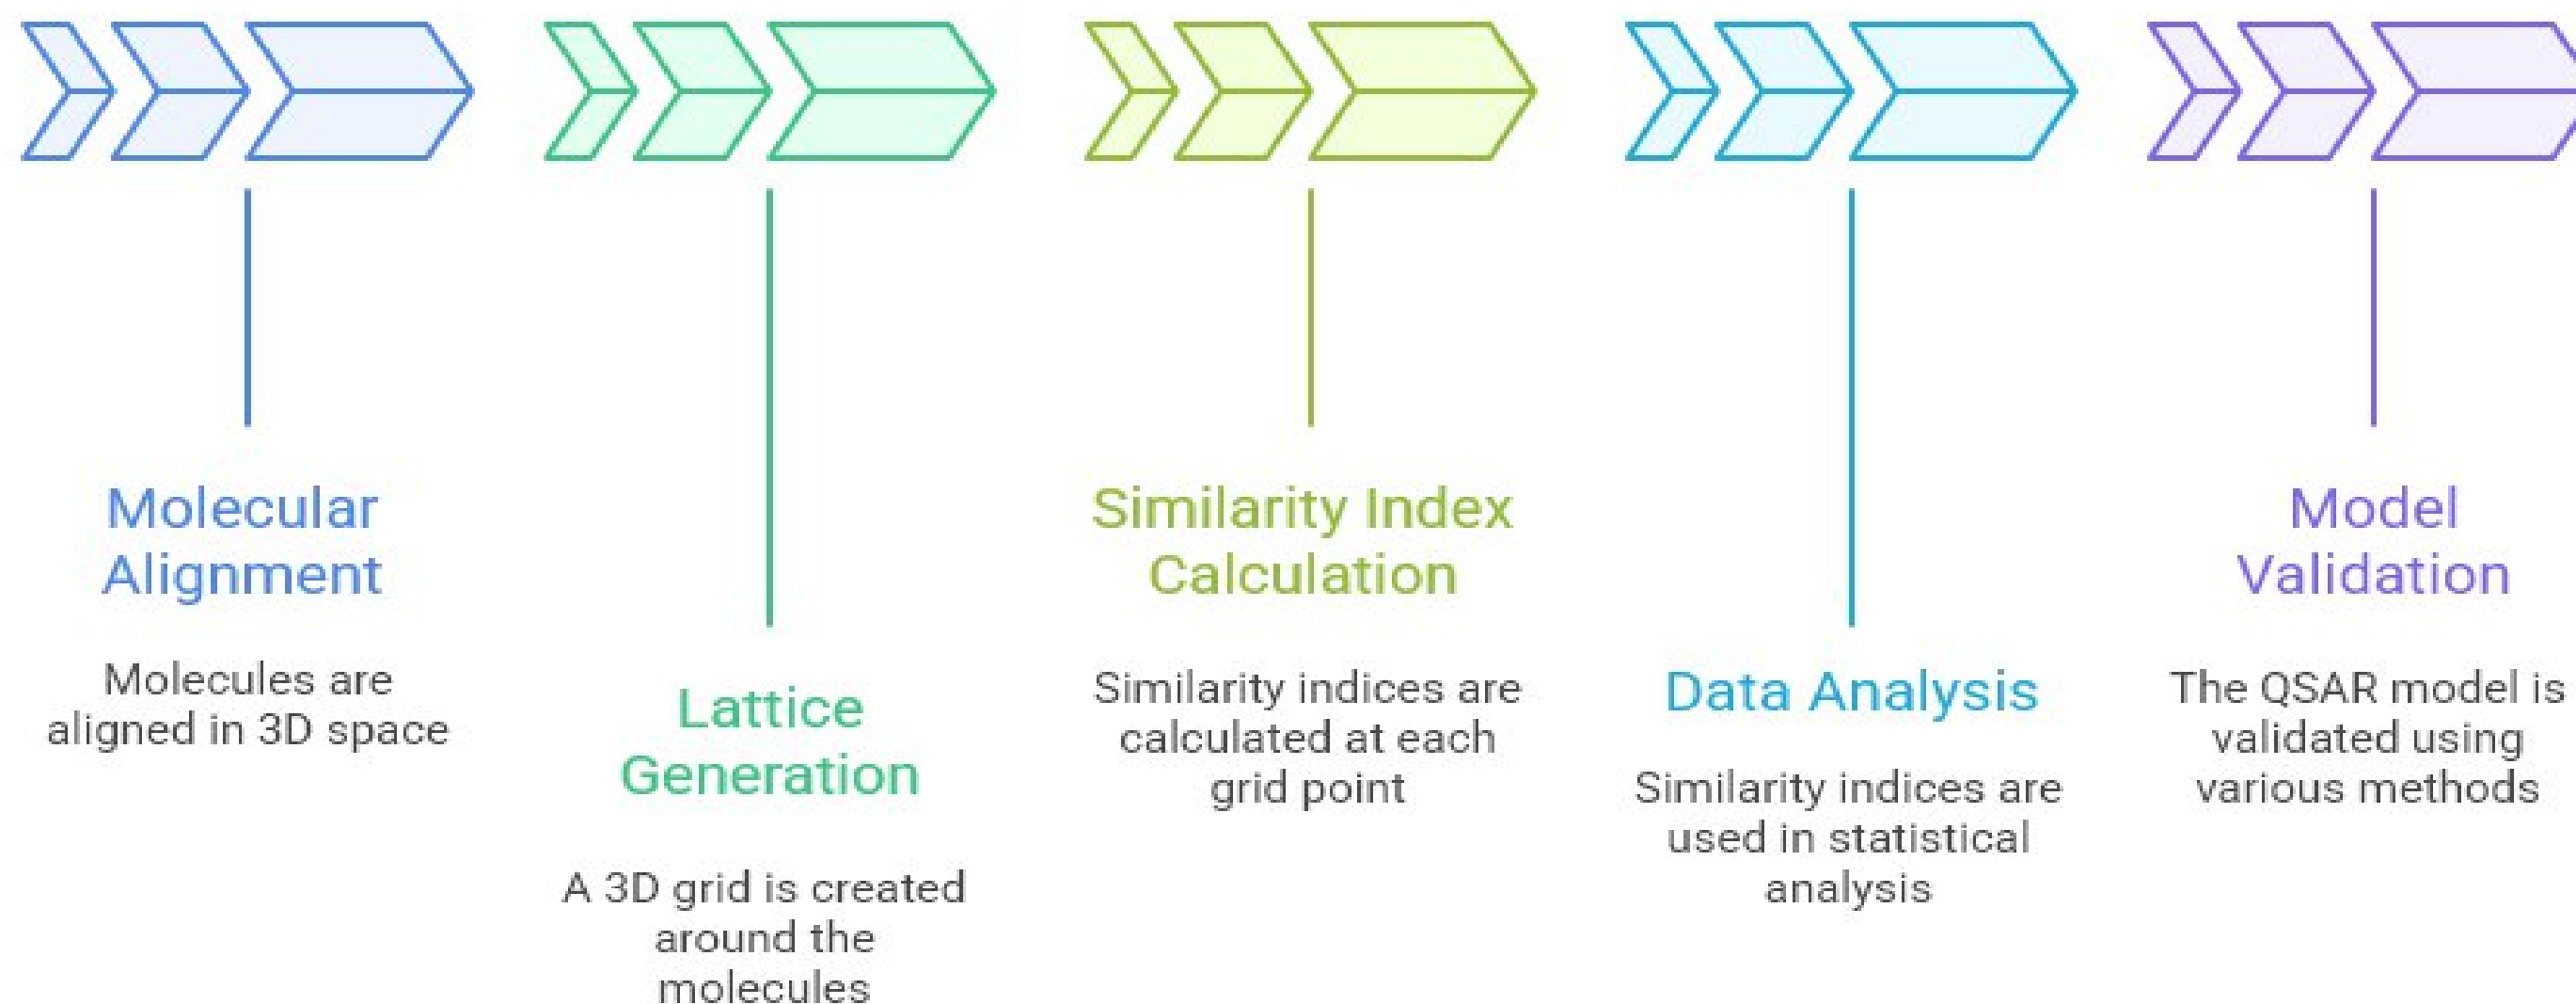 Molecular
Alignment
Molecules are
aligned in 3D space
Lattice
Generation
A 3D grid is created
around the
molecules
Similarity Index
Calculation
Similarity indices are
calculated at each
grid point
Data Analysis
Similarity indices are
used in statistical
analysis
Model
Validation
The QSAR model is
validated using
various methods